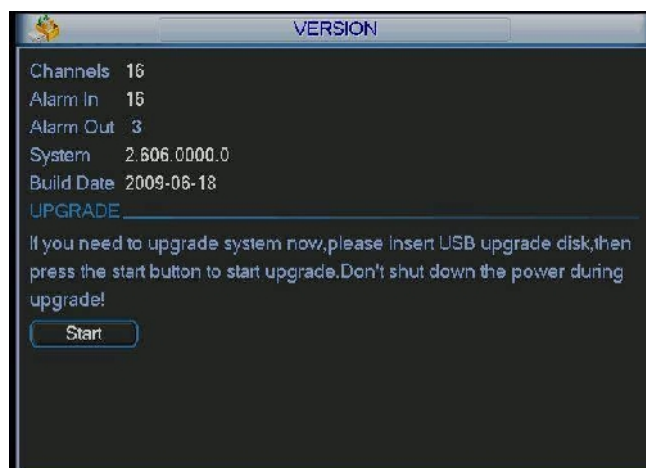 VERSION
Channels 16
Alarm In 16
Alarm Out 3
System 2.606.0000.0
Build Date 2009-06-18
UPGRADE
If you need to upgrade system now,please insert USB upgrade disk,then
press the start button to start upgrade.Don't shut down the power during
upgrade!
Start